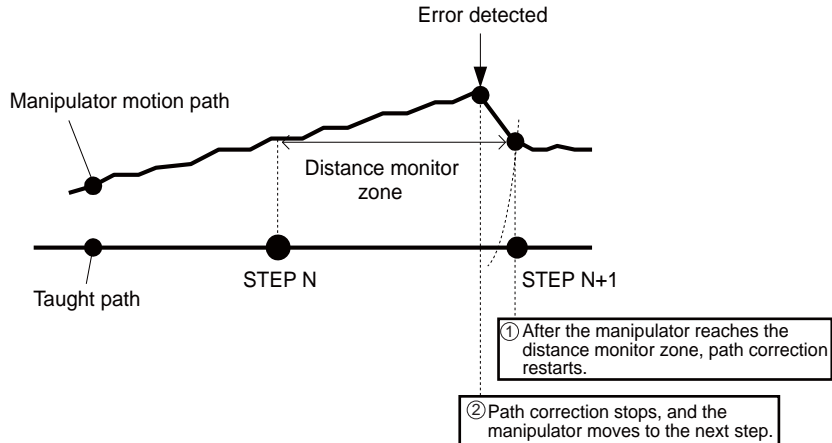 Error detected
Manipulator motion path
Distance monitor
zone
STEP N
STEP N+1
Taught path
① After the manipulator reaches the
distance monitor zone, path correction
restarts.
② Path correction stops, and the
manipulator moves to the next step.